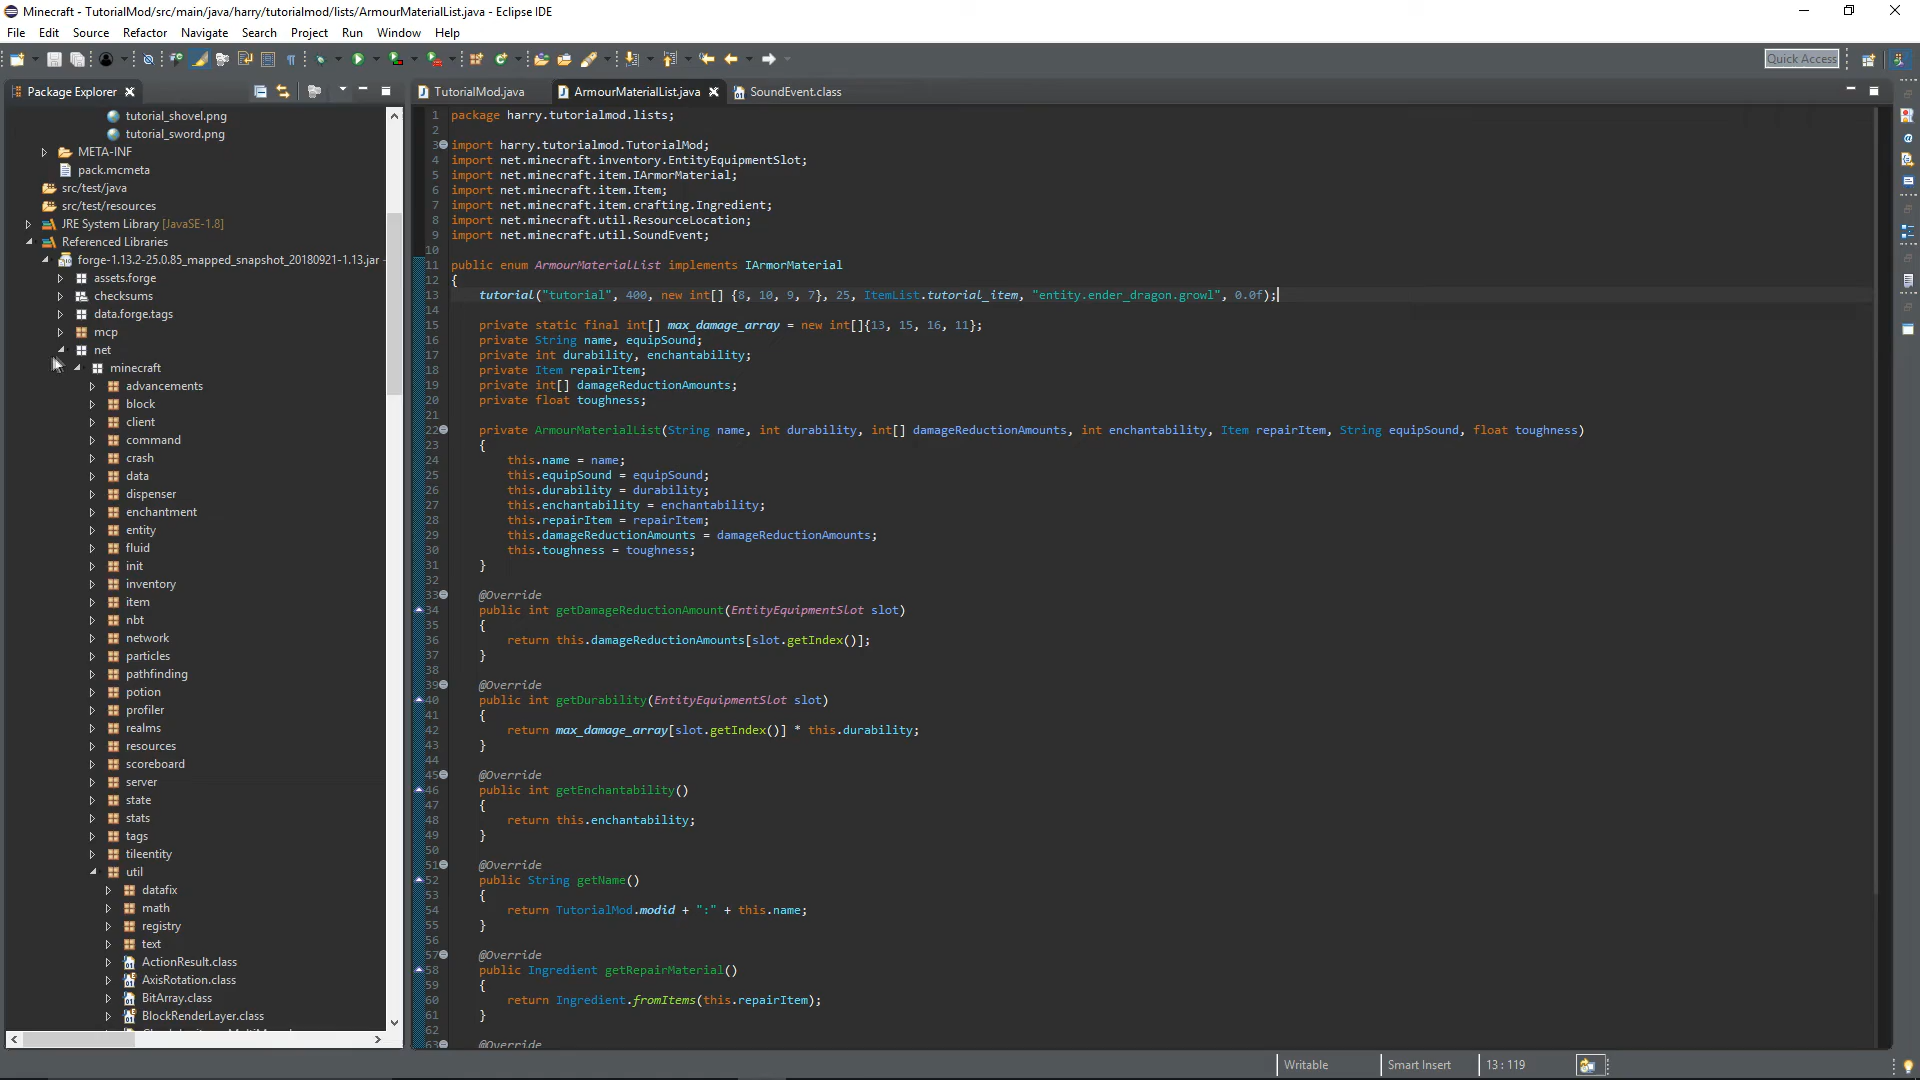 Minecraft - TutorialMod/src/main/java/harry/tutorialmod/lists/ArmourMaterialList.java - Eclipse IDE
File Edit Source Refactor Navigate Search Project Run Window Help
Quick Access
Package Explorer
tutorial_shovel.png
tutorial_sword.png
META-INF
pack.mcmeta
src/test/java
src/test/resources
JRE System Library [JavaSE-1.8]
Referenced Libraries
forge-1.13.2-25.0.85_mapped_snapshot_20180921-1.13.jar -
assets.forge
checksums
data.forge.tags
mcp
net
minecraft
advancements
block
client
command
crash
data
dispenser
enchantment
entity
fluid
init
inventory
item
nbt
network
particles
pathfinding
potion
profiler
realms
resources
scoreboard
server
state
stats
tags
tileentity
util
datafix
math
registry
text
ActionResult.class
AxisRotation.class
BitArray.class
BlockRenderLayer.class
TutorialMod.java ArmourMaterialList.java SoundEvent.class
1 package harry.tutorialmod.lists;
2
3 import harry.tutorialmod.TutorialMod;
4 import net.minecraft.inventory.EntityEquipmentSlot;
5 import net.minecraft.item.IArmorMaterial;
6 import net.minecraft.item.Item;
7 import net.minecraft.item.crafting.Ingredient;
8 import net.minecraft.util.ResourceLocation;
9 import net.minecraft.util.SoundEvent;
10
11 public enum ArmourMaterialList implements IArmorMaterial
12 {
13 tutorial("tutorial", 400, new int[] {8, 10, 9, 7}, 25, ItemList.tutorial_item, "entity.ender_dragon.growl", 0.0f);
14
15 private static final int[] max_damage_array = new int[]{13, 15, 16, 11};
16 private String name, equipSound;
17 private int durability, enchantability;
18 private Item repairItem;
19 private int[] damageReductionAmounts;
20 private float toughness;
21
22 private ArmourMaterialList(String name, int durability, int[] damageReductionAmounts, int enchantability, Item repairItem, String equipSound, float toughness)
23 {
24 this.name = name;
25 this.equipSound = equipSound;
26 this.durability = durability;
27 this.enchantability = enchantability;
28 this.repairItem = repairItem;
29 this.damageReductionAmounts = damageReductionAmounts;
30 this.toughness = toughness;
31 }
32
33 @Override
34 public int getDamageReductionAmount(EntityEquipmentSlot slot)
35 {
36 return this.damageReductionAmounts[slot.getIndex()];
37 }
38
39 @Override
40 public int getDurability(EntityEquipmentSlot slot)
41 {
42 return max_damage_array[slot.getIndex()] * this.durability;
43 }
44
45 @Override
46 public int getEnchantability()
47 {
48 return this.enchantability;
49 }
50
51 @Override
52 public String getName()
53 {
54 return TutorialMod.modid + ":" + this.name;
55 }
56
57 @Override
58 public Ingredient getRepairMaterial()
59 {
60 return Ingredient.fromItems(this.repairItem);
61 }
62
63 @Override
Writable Smart Insert 13 : 119